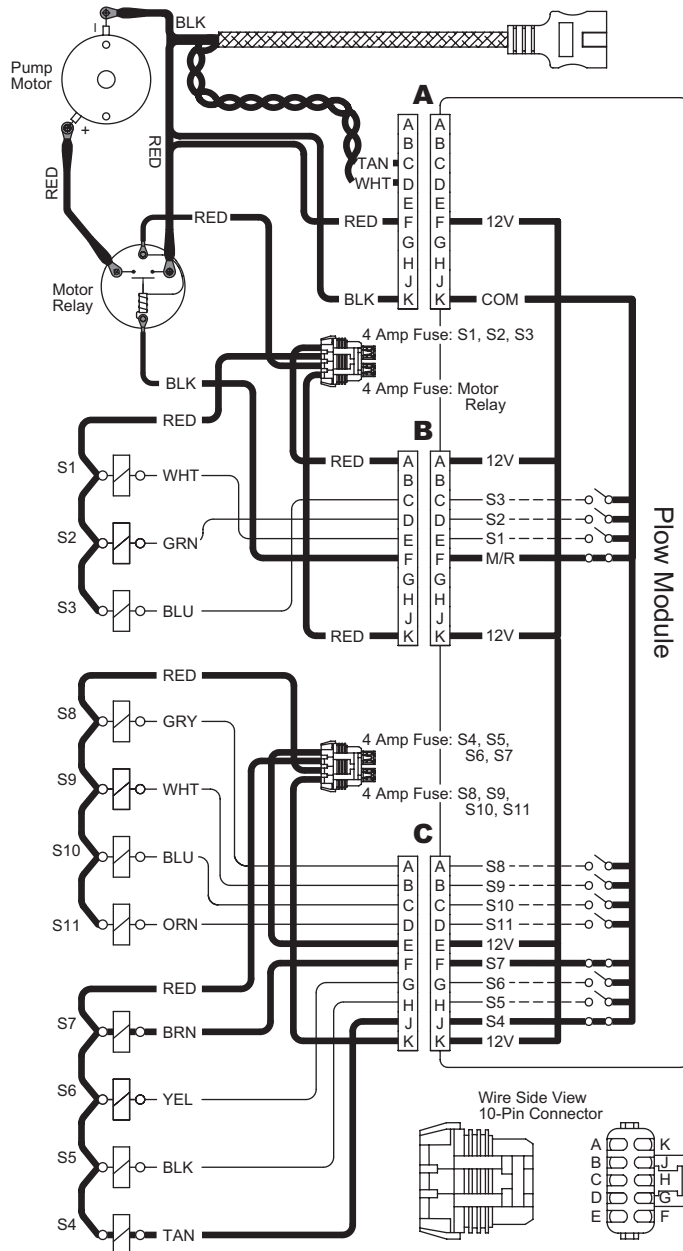 BLK
Pump
Motor
–
+
RED
RED
A
A
B
C
D
E
F
G
H
J
K
A
B
C
D
E
F
G
H
J
K
TAN
WHT
RED
RED
12V
Motor
Relay
BLK
COM
4 Amp Fuse: S1, S2, S3
4 Amp Fuse: Motor
Relay
BLK
RED
B
A
B
C
D
E
F
G
H
J
K
A
B
C
D
E
F
G
H
J
K
RED
12V
S1
WHT
S3
S2
GRN
S2
S1
M/R
S3
BLU
RED
12V
Plow Module
RED
S8
GRY
4 Amp Fuse: S4, S5,
S6, S7
S9
WHT
4 Amp Fuse: S8, S9,
S10, S11
S10
BLU
S11
ORN
C
A
B
C
D
E
F
G
H
J
K
A
B
C
D
E
F
G
H
J
K
S8
S9
S10
S11
12V
S7
S6
S5
S4
12V
RED
S7
BRN
S6
YEL
S5
BLK
S4
TAN
Wire Side View
10-Pin Connector
A
B
C
D
E
K
J
H
G
F